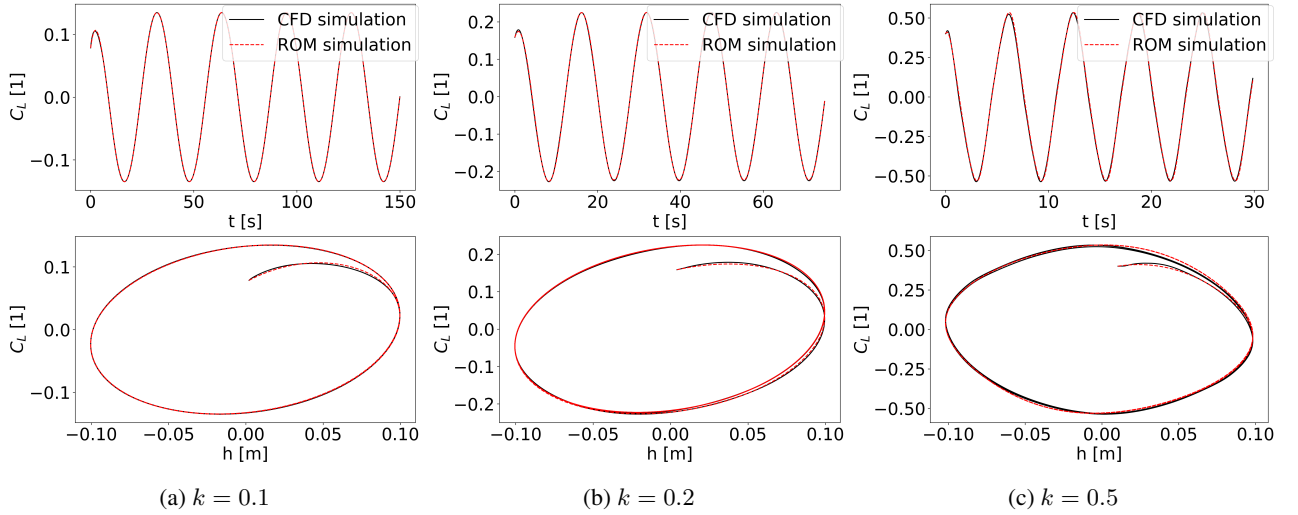 CFD simulation
ROM simulation
C_L [1]
0.1
0.0
−0.1
0 50 100 150
t [s]
CFD simulation
ROM simulation
C_L [1]
0.2
0.1
0.0
−0.1
−0.2
0 20 40 60
t [s]
CFD simulation
ROM simulation
C_L [1]
0.50
0.25
0.00
−0.25
−0.50
0 10 20 30
t [s]
C_L [1]
0.1
0.0
−0.1
−0.10 −0.05 0.00 0.05 0.10
h [m]
C_L [1]
0.2
0.1
0.0
−0.1
−0.2
−0.10 −0.05 0.00 0.05 0.10
h [m]
C_L [1]
0.50
0.25
0.00
−0.25
−0.50
−0.10 −0.05 0.00 0.05 0.10
h [m]
(a) k = 0.1
(b) k = 0.2
(c) k = 0.5